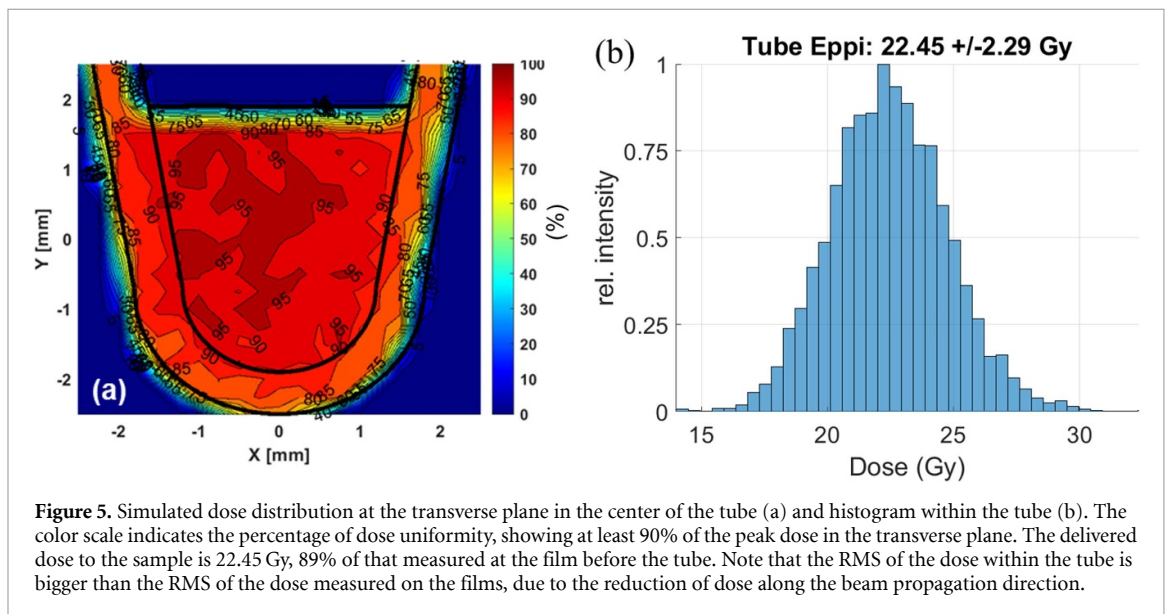 (b) Tube Eppi: 22.45 +/-2.29 Gy
100
90
80
70
60
50
40
30
20
10
0
(%)
2
1
0
-1
-2
Y [mm]
(a)
-2 -1 0 1 2
X [mm]
1
0.75
0.5
0.25
0
rel. intensity
15 20 25 30
Dose (Gy)
Figure 5. Simulated dose distribution at the transverse plane in the center of the tube (a) and histogram within the tube (b). The
color scale indicates the percentage of dose uniformity, showing at least 90% of the peak dose in the transverse plane. The delivered
dose to the sample is 22.45 Gy, 89% of that measured at the film before the tube. Note that the RMS of the dose within the tube is
bigger than the RMS of the dose measured on the films, due to the reduction of dose along the beam propagation direction.